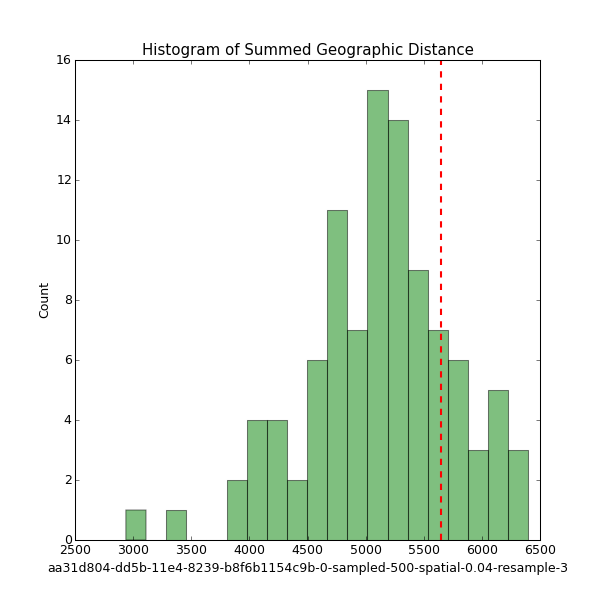 Histogram of Summed Geographic Distance
16
14
12
10
8
6
4
2
0
Count
2500 3000 3500 4000 4500 5000 5500 6000 6500
aa31d804-dd5b-11e4-8239-b8f6b1154c9b-0-sampled-500-spatial-0.04-resample-3